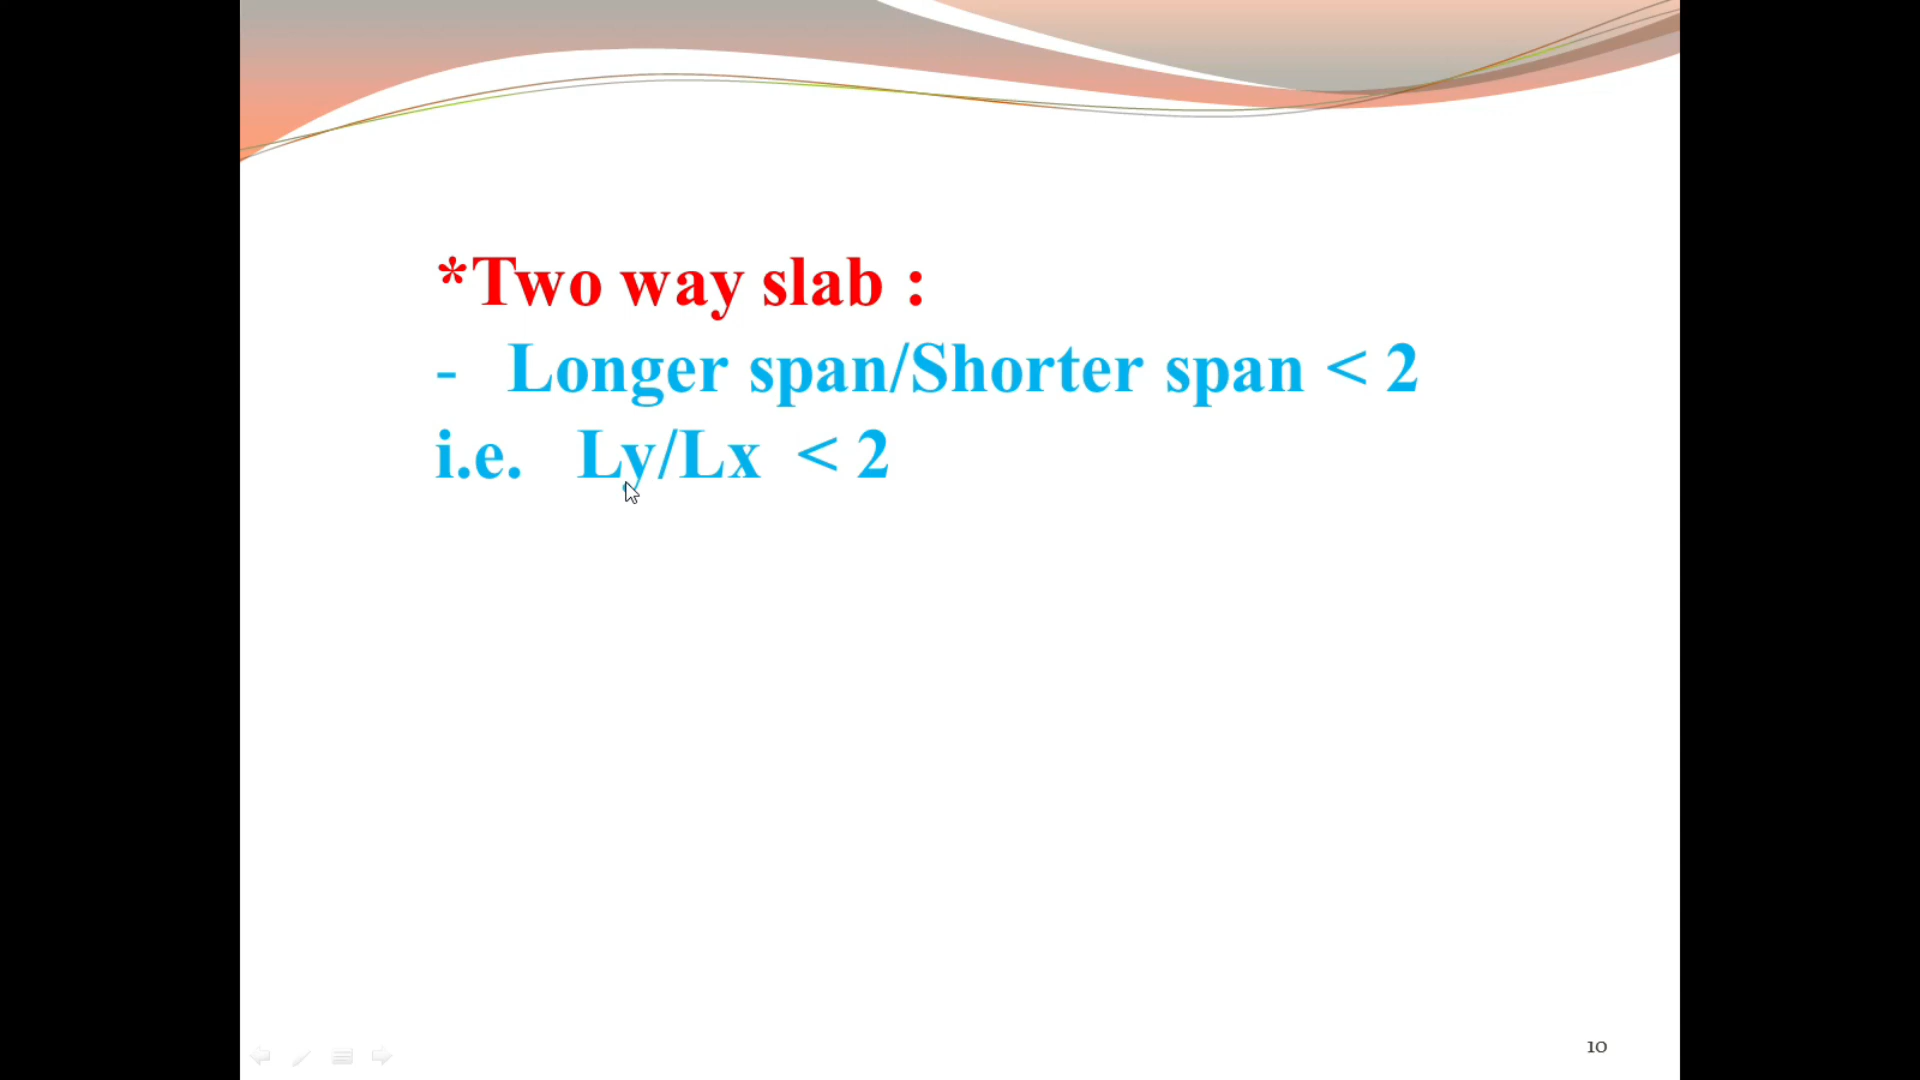 *Two way slab :
- Longer span/Shorter span < 2
i.e. Ly/Lx < 2
10